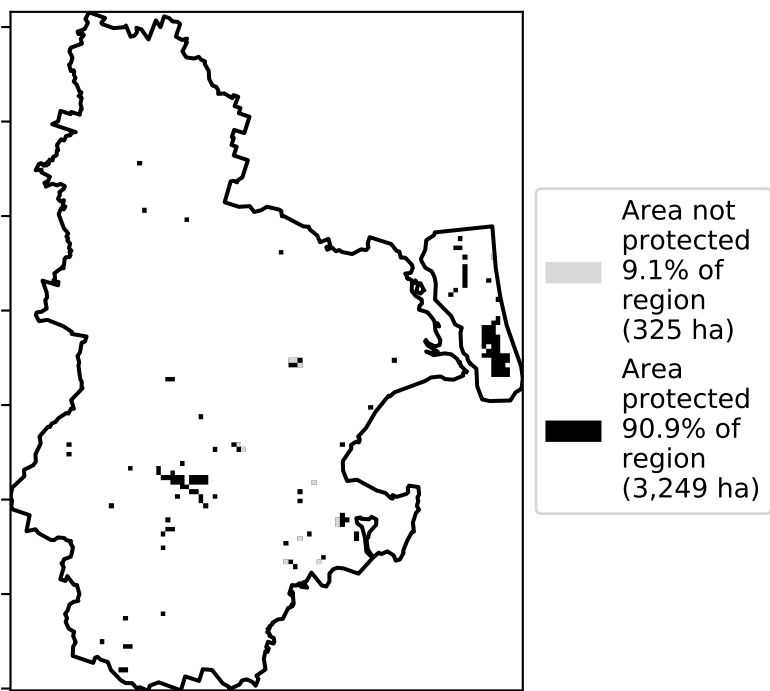 Area not
protected
9.1% of
region
(325 ha)
Area
protected
90.9% of
region
(3,249 ha)